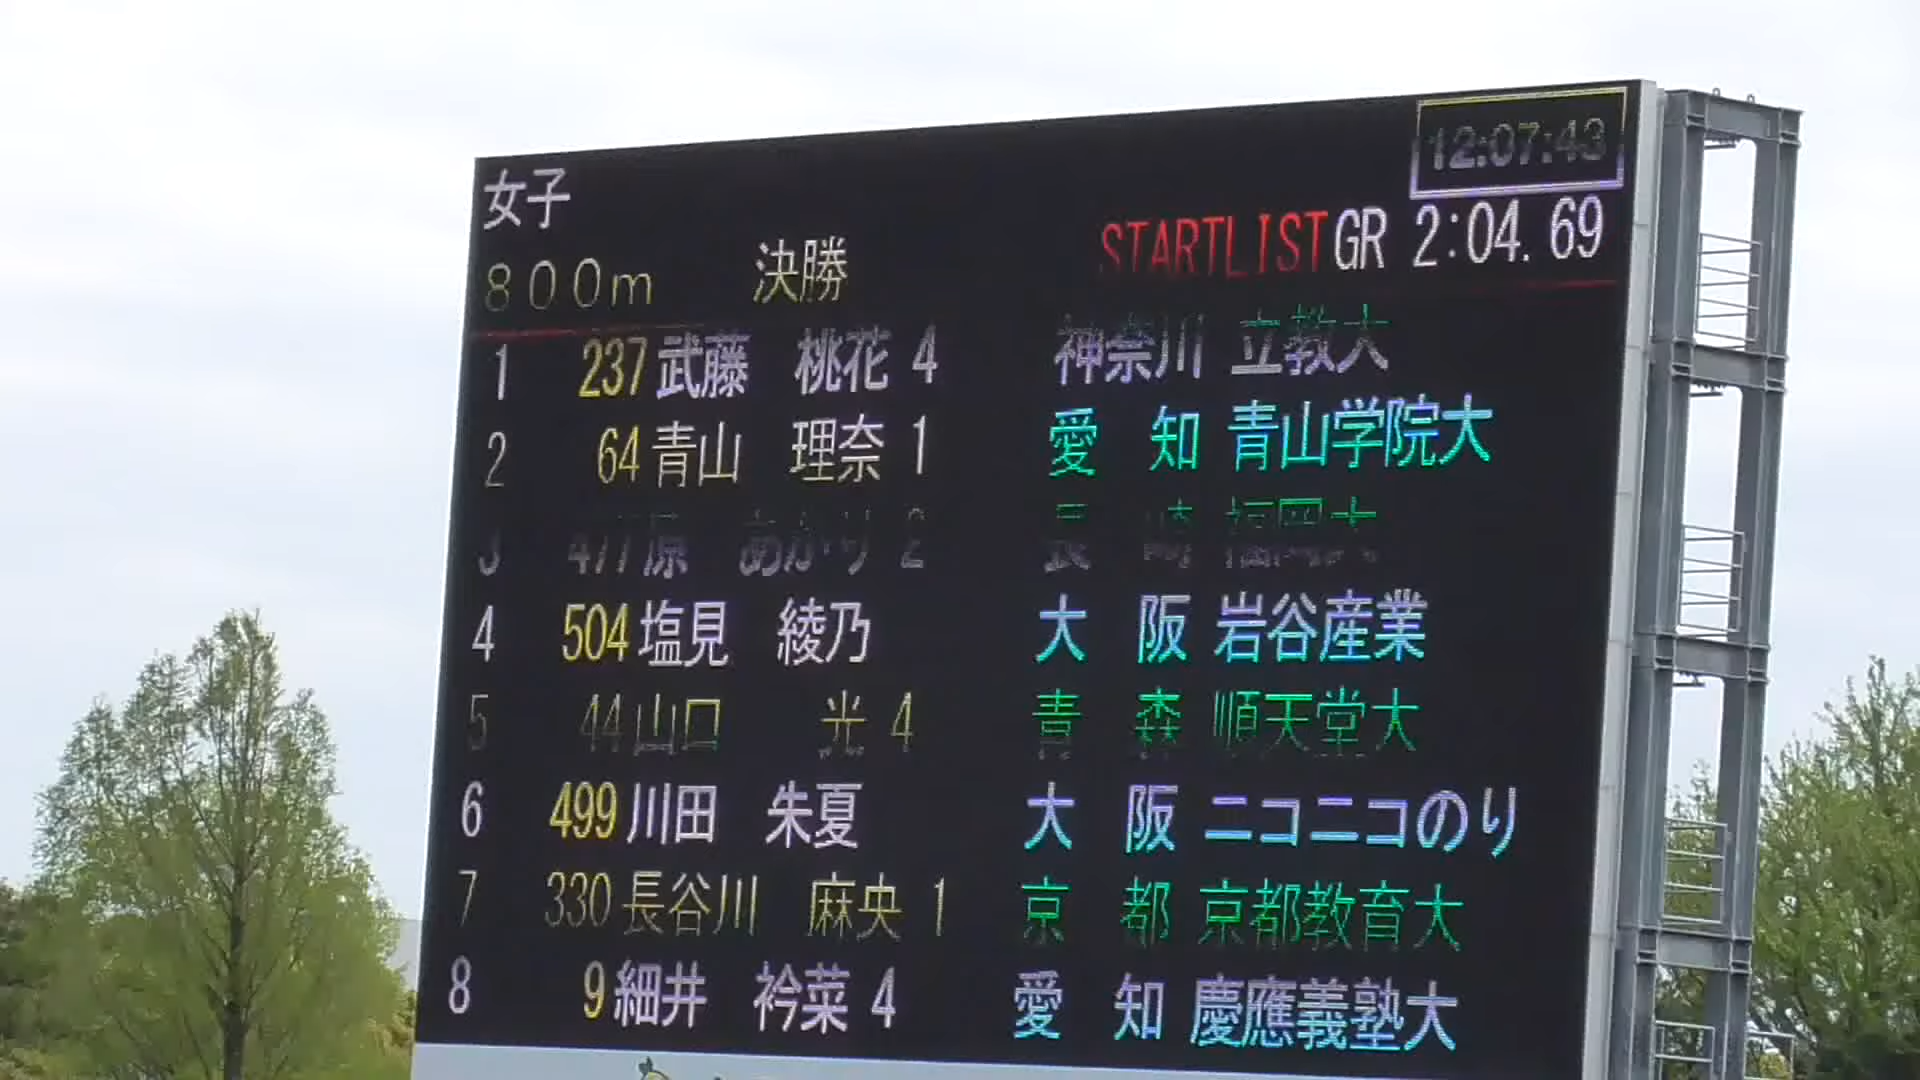 12:07:43
女子
800m 決勝 STARTLIST GR 2:04.69
1 237 武藤 桃花 4 神奈川 立教大
2 64 青山 理奈 1 愛 知 青山学院大
3 477 原 あかり 2 長 崎 福岡大
4 504 塩見 綾乃 大 阪 岩谷産業
5 44 山口 光 4 青 森 順天堂大
6 499 川田 朱夏 大 阪 ニコニコのり
7 330 長谷川 麻央 1 京 都 京都教育大
8 9 細井 衿菜 4 愛 知 慶應義塾大